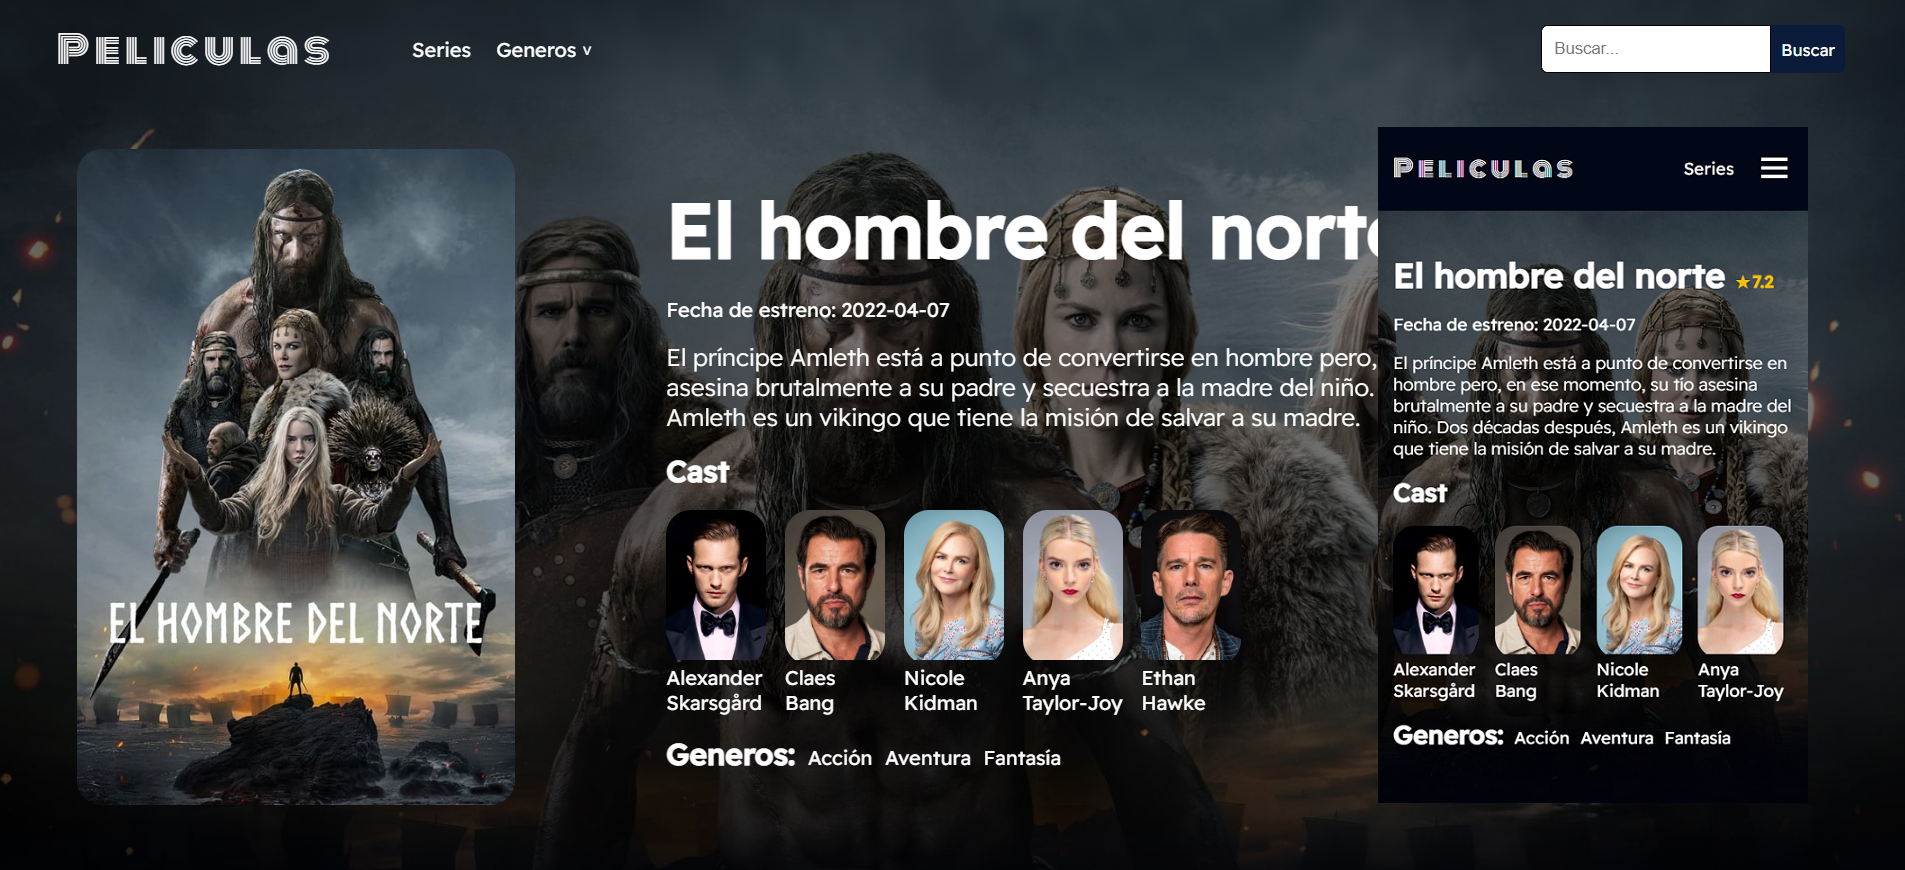 PELICULAS
Series
Generos v
Buscar...
Buscar
EL HOMBRE DEL NORTE
El hombre del norte
Fecha de estreno: 2022-04-07
El príncipe Amleth está a punto de convertirse en hombre pero,
asesina brutalmente a su padre y secuestra a la madre del niño.
Amleth es un vikingo que tiene la misión de salvar a su madre.
Cast
Alexander
Skarsgård
Claes
Bang
Nicole
Kidman
Anya
Taylor-Joy
Ethan
Hawke
Generos: Acción Aventura Fantasía
PELICULAS
Series
El hombre del norte ★7.2
Fecha de estreno: 2022-04-07
El príncipe Amleth está a punto de convertirse en
hombre pero, en ese momento, su tío asesina
brutalmente a su padre y secuestra a la madre del
niño. Dos décadas después, Amleth es un vikingo
que tiene la misión de salvar a su madre.
Cast
Alexander
Skarsgård
Claes
Bang
Nicole
Kidman
Anya
Taylor-Joy
Generos: Acción Aventura Fantasía